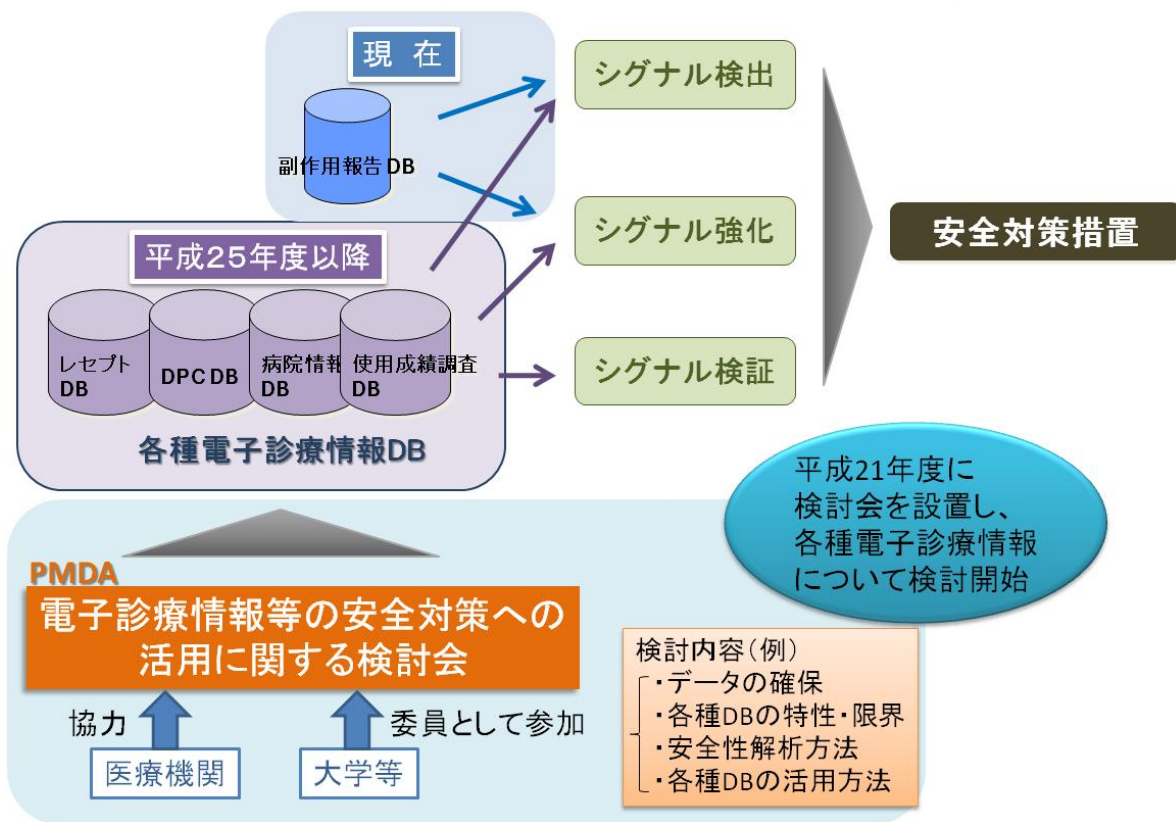 現 在
副作用報告DB
平成25年度以降
レセプト
DB
DPC DB
病院情報
DB
使用成績調査
DB
各種電子診療情報DB
シグナル検出
シグナル強化
シグナル検証
安全対策措置
平成21年度に
検討会を設置し、
各種電子診療情報
について検討開始
PMDA
電子診療情報等の安全対策への
活用に関する検討会
協力
委員として参加
医療機関
大学等
検討内容（例）
・データの確保
・各種DBの特性・限界
・安全性解析方法
・各種DBの活用方法